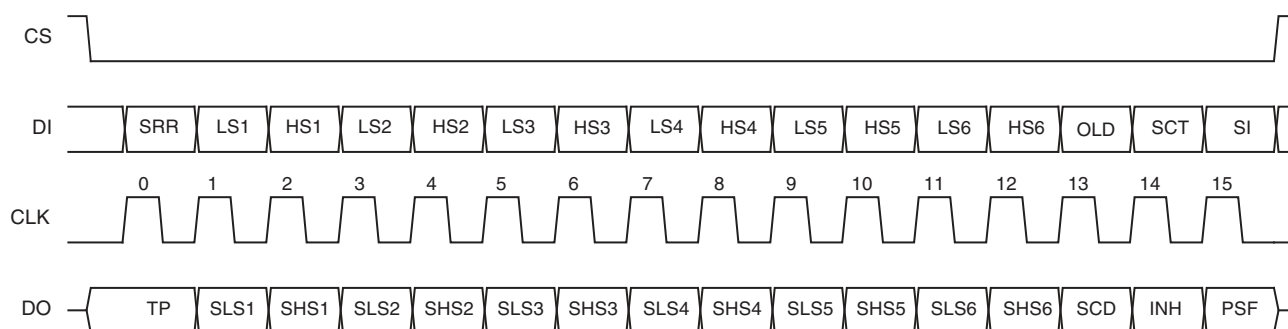 CS
DI SRR LS1 HS1 LS2 HS2 LS3 HS3 LS4 HS4 LS5 HS5 LS6 HS6 OLD SCT SI
0 1 2 3 4 5 6 7 8 9 10 11 12 13 14 15
CLK
DO TP SLS1 SHS1 SLS2 SHS2 SLS3 SHS3 SLS4 SHS4 SLS5 SHS5 SLS6 SHS6 SCD INH PSF